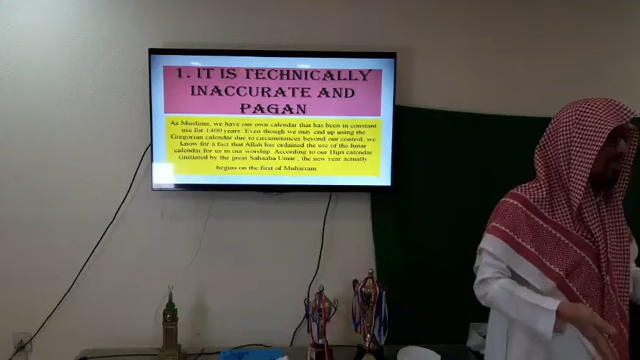 1. IT IS TECHNICALLY
INACCURATE AND
PAGAN
As Muslims, we have our own calendar that has been in constant
use for 1400 years. Even though we may end up using the
Gregorian calendar due to circumstances beyond our control, we
know for a fact that Allah has ordained the use of the lunar
calendar for us in our worship. According to our Hijri calendar
(initiated by the great Sahaaba Umar, the new year actually
begins on the first of Muharram.